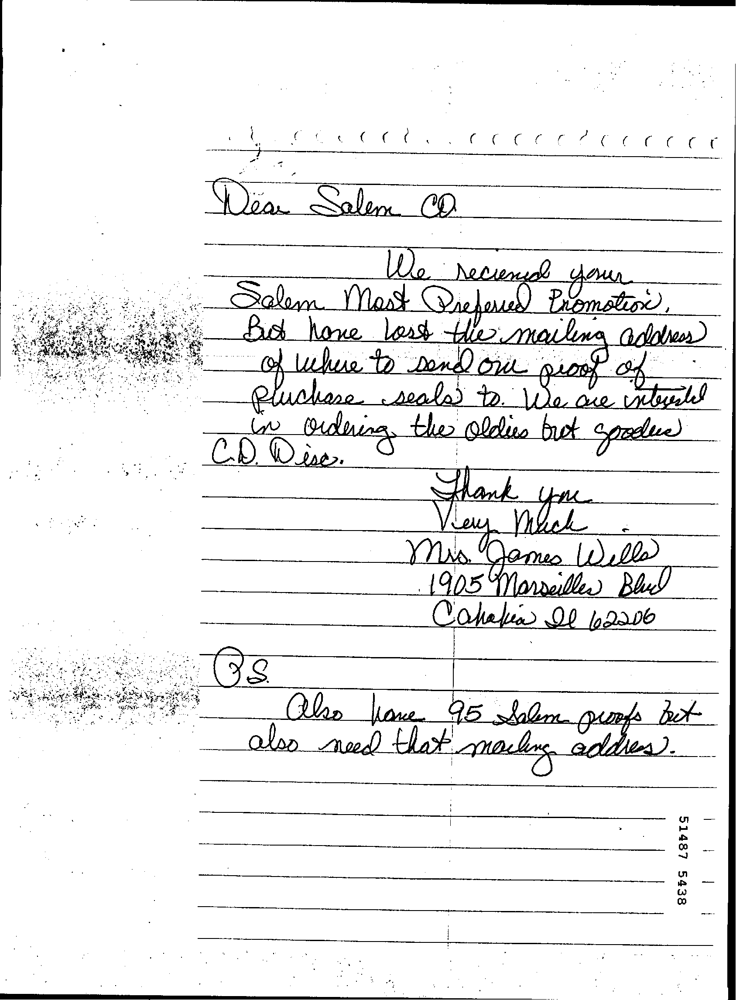 Dear Salem CO.
We recieved your
Salem Most Preferred Promotion,
But have lost the mailing address
of where to send our proof of
pluchase seals to. We are interested
in ordering the oldies but goodies
C.D. Disc.
Thank you
Very Much
Mrs. James Wells
1905 Marseilles Blvd
Cahokia Il 62206
P.S.
Also have 95 Salem proofs but
also need that mailing address.
51487 5438